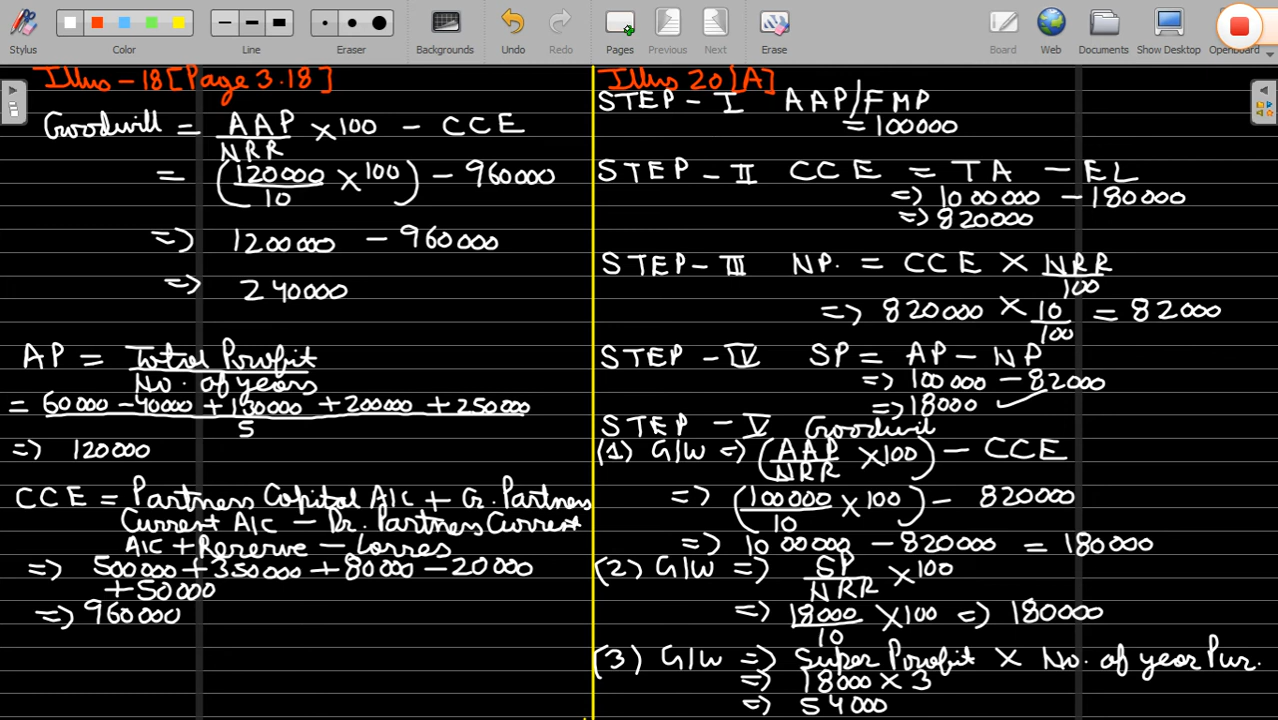 Stylus
Color
Line
Eraser
Backgrounds
Undo
Redo
Pages
Previous
Next
Erase
Board
Web
Documents
Show Desktop
Openboard
Illus - 18 [Page 3.18]
Goodwill = AAP/NRR × 100 - CCE
= (120000/10 × 100) - 960000
=> 1200000 - 960000
=> 240000
AP = Total Profit/No. of years
= 60000 - 40000 + 130000 + 200000 + 250000/5
=> 120000
CCE = Partners Capital A/C + Cr. Partners
Current A/C - Dr. Partners Current
A/C + Reserve - Losses
=> 500000 + 350000 + 80000 - 20000
+ 50000
=> 960000
Illus 20 [A]
STEP - I AAP/FMP
= 100000
STEP - II CCE = TA - EL
=> 1000000 - 180000
=> 820000
STEP - III NP. = CCE × NRR/100
=> 820000 × 10/100 = 82000
STEP - IV SP = AP - NP
=> 100000 - 82000
=> 18000 ✓
STEP - V Goodwill
(1) G/W => (AAP/NRR × 100) - CCE
=> (100000/10 × 100) - 820000
=> 1000000 - 820000 = 180000
(2) G/W => SP/NRR × 100
=> 18000/10 × 100 => 180000
(3) G/W => Super Profit × No. of year Pur.
=> 18000 × 3
=> 54000